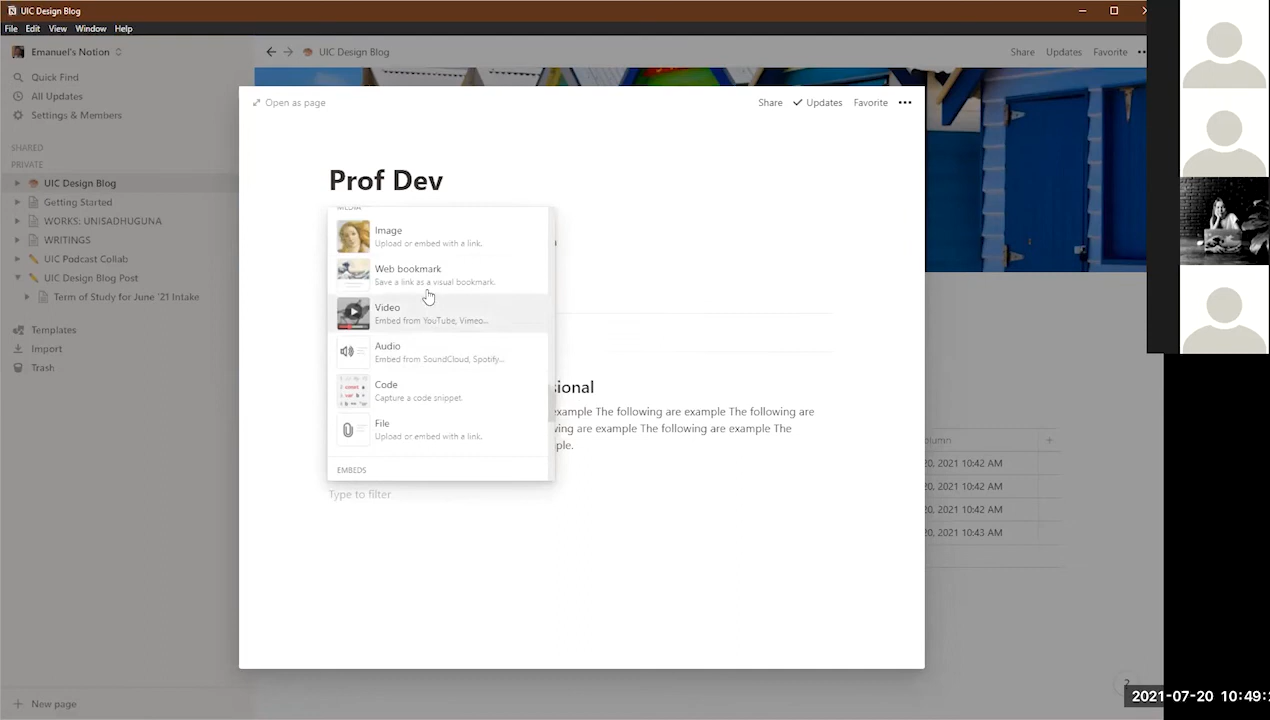 UIC Design Blog
File Edit View Window Help
Emanuel's Notion
UIC Design Blog
Share Updates Favorite
Quick Find
All Updates
Settings & Members
SHARED
PRIVATE
UIC Design Blog
Getting Started
WORKS: UNISADHUGUNA
WRITINGS
UIC Podcast Collab
UIC Design Blog Post
Term of Study for June '21 Intake
Templates
Import
Trash
New page
Open as page
Share Updates Favorite
Prof Dev
MEDIA
Image
Upload or embed with a link.
Web bookmark
Save a link as a visual bookmark.
Video
Embed from YouTube, Vimeo...
Audio
Embed from SoundCloud, Spotify...
Code
Capture a code snippet.
File
Upload or embed with a link.
EMBEDS
Type to filter
sional
example The following are example The following are
ving are example The following are example The
ple.
olumn
20, 2021 10:42 AM
20, 2021 10:42 AM
20, 2021 10:42 AM
20, 2021 10:43 AM
?
2021-07-20 10:49: